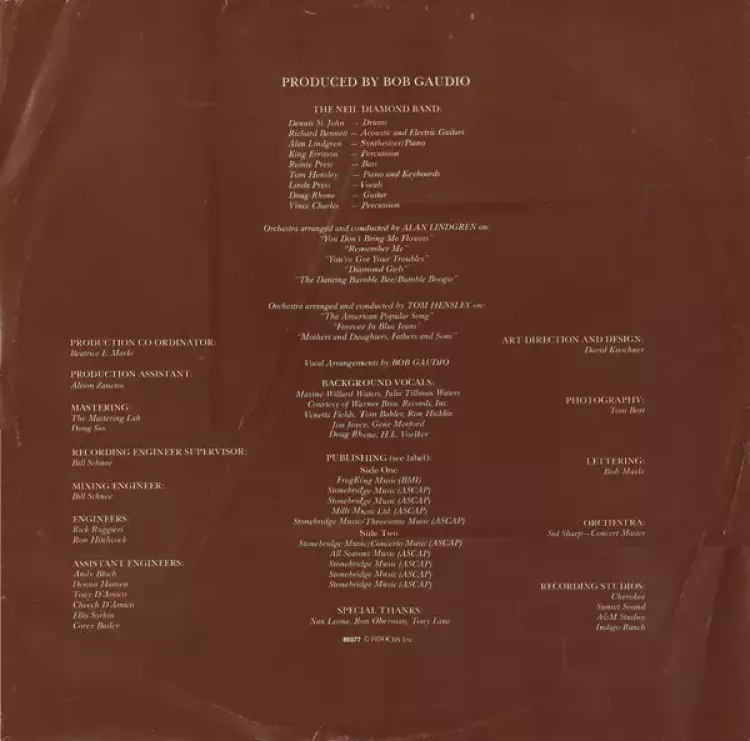 PRODUCED BY BOB GAUDIO
THE NEIL DIAMOND BAND:
Dennis St. John — Drums
Richard Bennett — Acoustic and Electric Guitars
Alan Lindgren — Synthesizer/Piano
King Errisson — Percussion
Reinie Press — Bass
Tom Hensley — Piano and Keyboards
Linda Press — Vocals
Doug Rhone — Guitar
Vince Charles — Percussion
Orchestra arranged and conducted by ALAN LINDGREN on:
"You Don't Bring Me Flowers"
"Remember Me"
"You've Got Your Troubles"
"Diamond Girls"
"The Dancing Bumble Bee/Bumble Boogie"
Orchestra arranged and conducted by TOM HENSLEY on:
"The American Popular Song"
"Forever In Blue Jeans"
"Mothers and Daughters, Fathers and Sons"
Vocal Arrangements by BOB GAUDIO
BACKGROUND VOCALS:
Maxine Willard Waters, Julia Tillman Waters
Courtesy of Warner Bros. Records, Inc.
Venetta Fields, Tom Bahler, Ron Hicklin
Jon Joyce, Gene Morford
Doug Rhone, H.L. Voelker
PUBLISHING (see label):
Side One
FrogKing Music (BMI)
Stonebridge Music (ASCAP)
Stonebridge Music (ASCAP)
Mills Music Ltd. (ASCAP)
Stonebridge Music/Threesome Music (ASCAP)
Side Two
Stonebridge Music/Concerto Music (ASCAP)
All Seasons Music (ASCAP)
Stonebridge Music (ASCAP)
Stonebridge Music (ASCAP)
Stonebridge Music (ASCAP)
SPECIAL THANKS:
Nan Leone, Ron Oberman, Tony Lane
86077 © 1978 CBS Inc.
PRODUCTION CO-ORDINATOR:
Beatrice E. Marks
PRODUCTION ASSISTANT:
Alison Zanetos
MASTERING:
The Mastering Lab
Doug Sax
RECORDING ENGINEER SUPERVISOR:
Bill Schnee
MIXING ENGINEER:
Bill Schnee
ENGINEERS:
Rick Ruggieri
Ron Hitchcock
ASSISTANT ENGINEERS:
Andy Bloch
Dennis Hansen
Tony D'Amico
Cheech D'Amico
Ellis Sorkin
Corey Bailey
ART DIRECTION AND DESIGN:
David Kirschner
PHOTOGRAPHY:
Tom Bert
LETTERING:
Bob Maile
ORCHESTRA:
Sid Sharp—Concert Master
RECORDING STUDIOS:
Cherokee
Sunset Sound
A&M Studios
Indigo Ranch